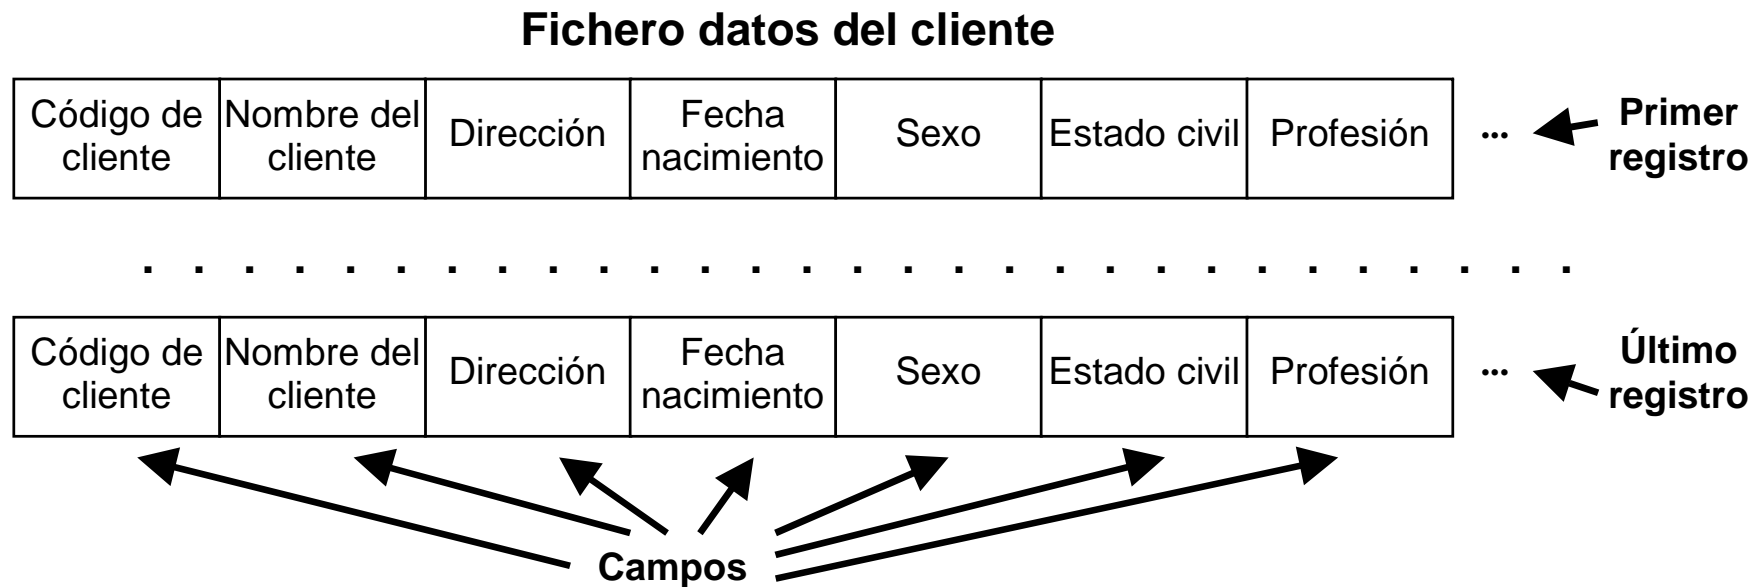 Fichero datos del cliente
Código de cliente
Nombre del cliente
Dirección
Fecha nacimiento
Sexo
Estado civil
Profesión
...
Primer registro
. . . . . . . . . . . . . . . . . . . . . . . . . . . . .
Código de cliente
Nombre del cliente
Dirección
Fecha nacimiento
Sexo
Estado civil
Profesión
...
Último registro
Campos